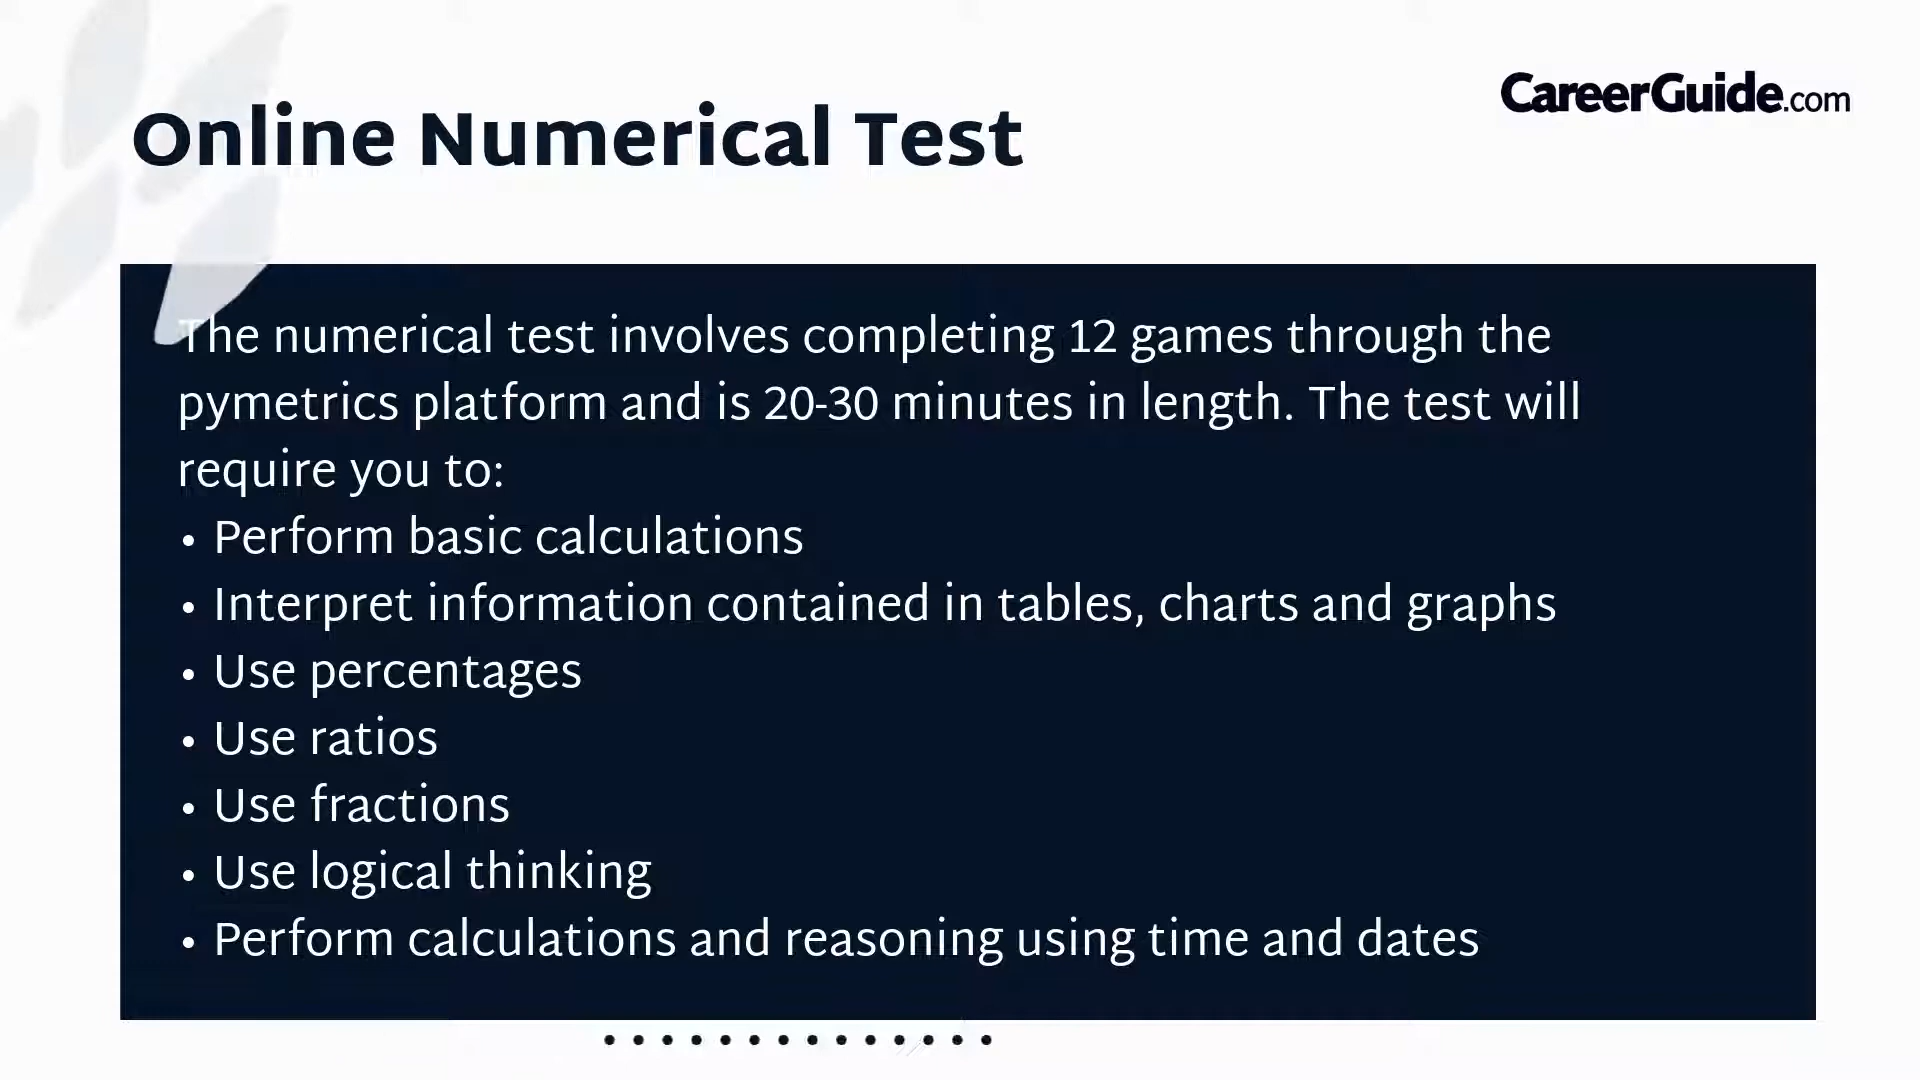 CareerGuide.com
Online Numerical Test
The numerical test involves completing 12 games through the
pymetrics platform and is 20-30 minutes in length. The test will
require you to:
• Perform basic calculations
• Interpret information contained in tables, charts and graphs
• Use percentages
• Use ratios
• Use fractions
• Use logical thinking
• Perform calculations and reasoning using time and dates